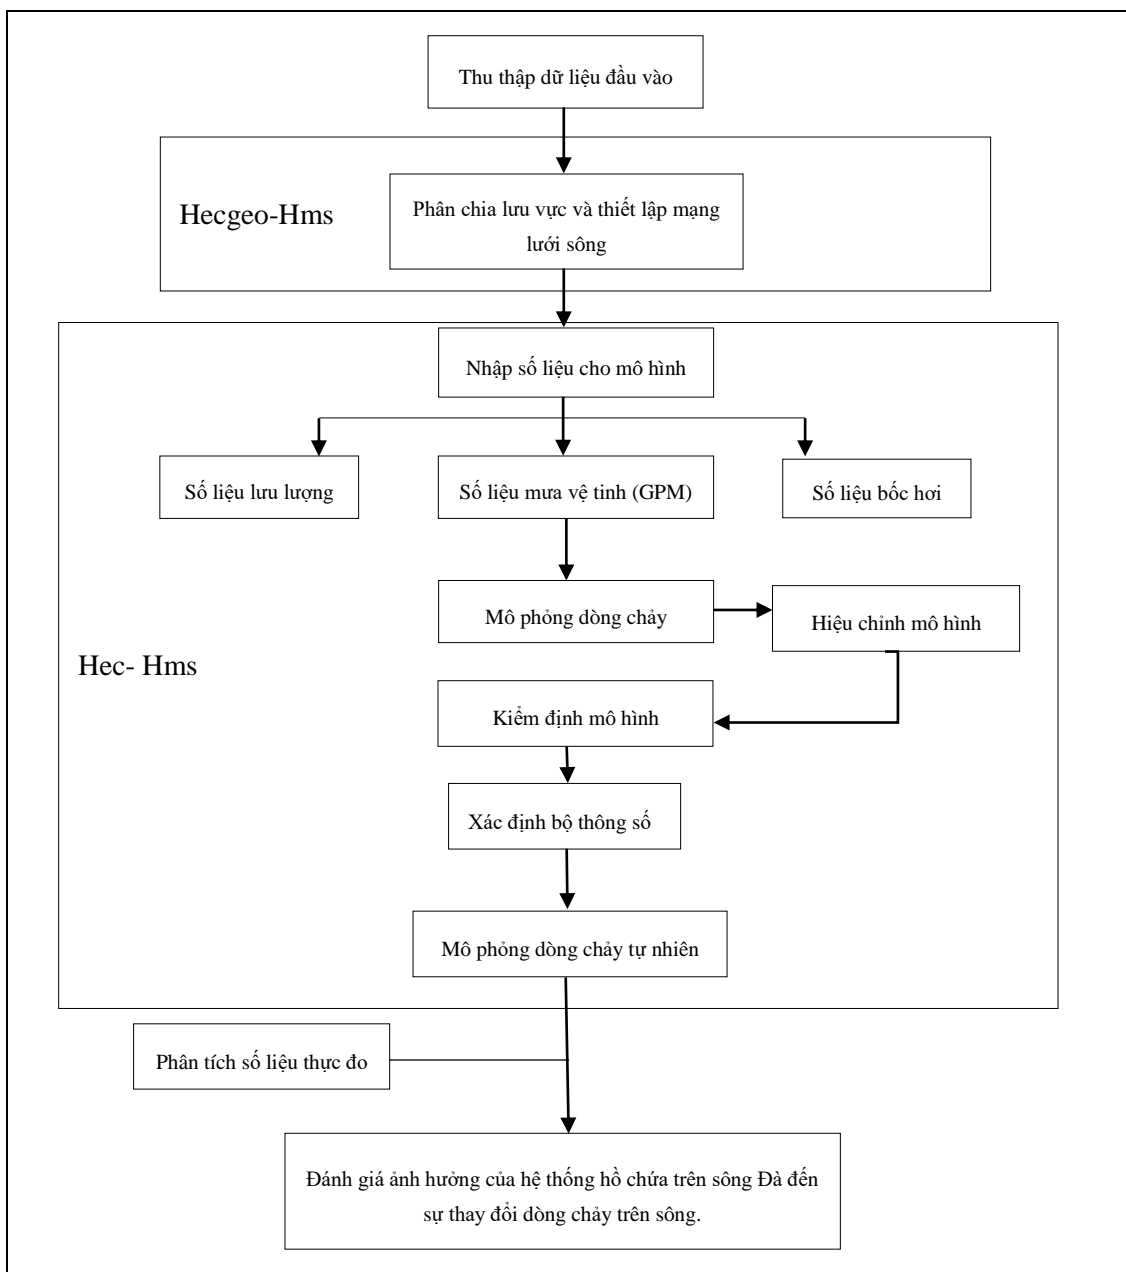 Thu thập dữ liệu đầu vào
Hecgeo-Hms
Phân chia lưu vực và thiết lập mạng
lưới sông
Nhập số liệu cho mô hình
Số liệu lưu lượng
Số liệu mưa vệ tinh (GPM)
Số liệu bốc hơi
Mô phỏng dòng chảy
Hiệu chỉnh mô hình
Hec- Hms
Kiểm định mô hình
Xác định bộ thông số
Mô phỏng dòng chảy tự nhiên
Phân tích số liệu thực đo
Đánh giá ảnh hưởng của hệ thống hồ chứa trên sông Đà đến
sự thay đổi dòng chảy trên sông.